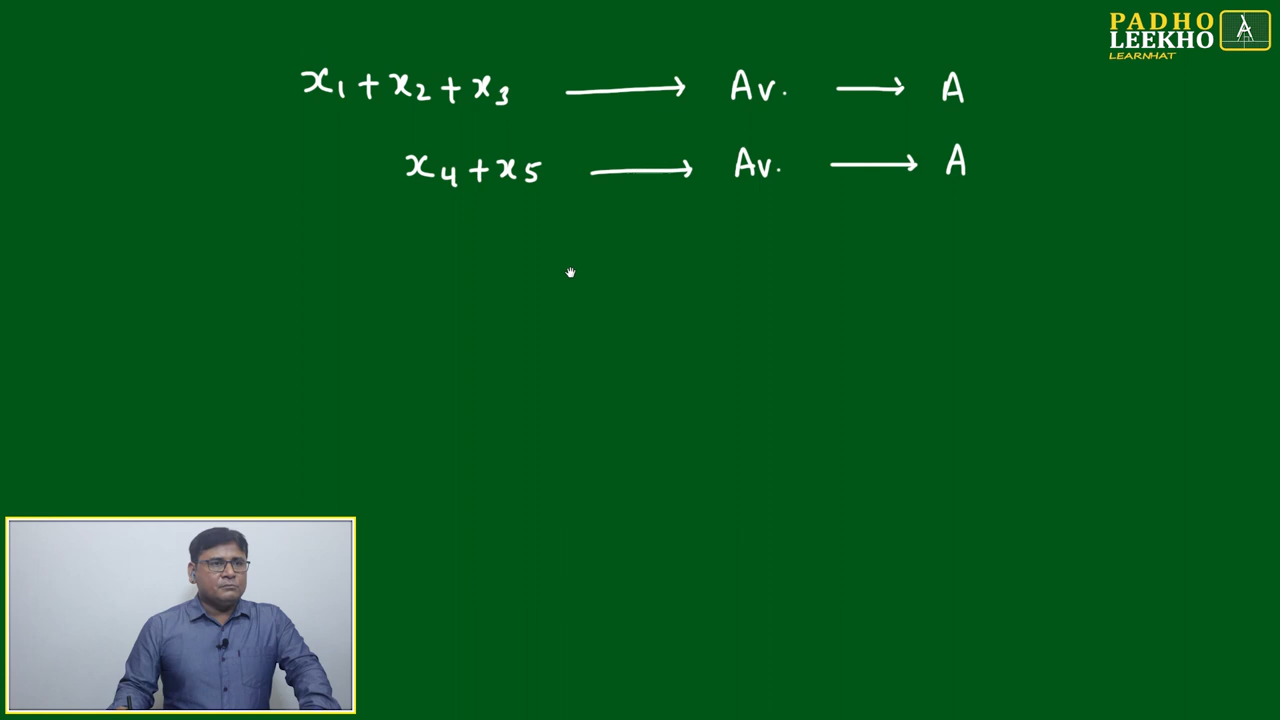 PADHO
LEEKHO
LEARNHAT
x₁ + x₂ + x₃ ⟶ Av. ⟶ A
x₄ + x₅ ⟶ Av. ⟶ A